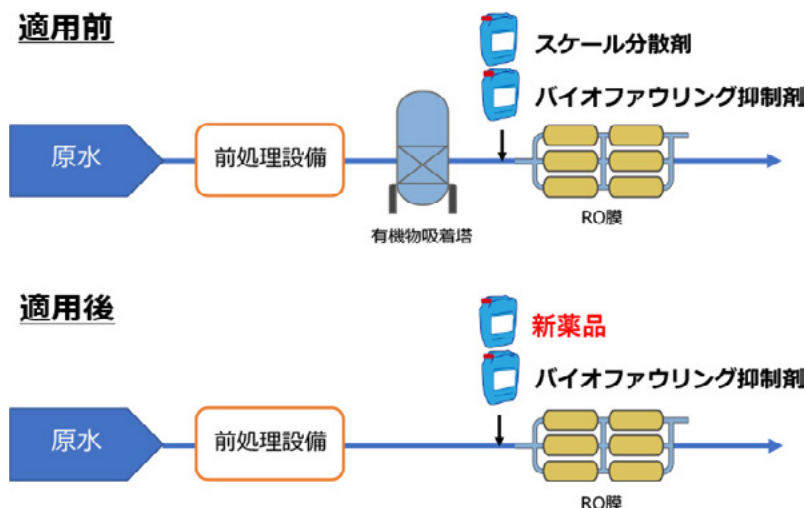 適用前
スケール分散剤
バイオファウリング抑制剤
原水
前処理設備
有機物吸着塔
RO膜
適用後
新薬品
バイオファウリング抑制剤
原水
前処理設備
RO膜